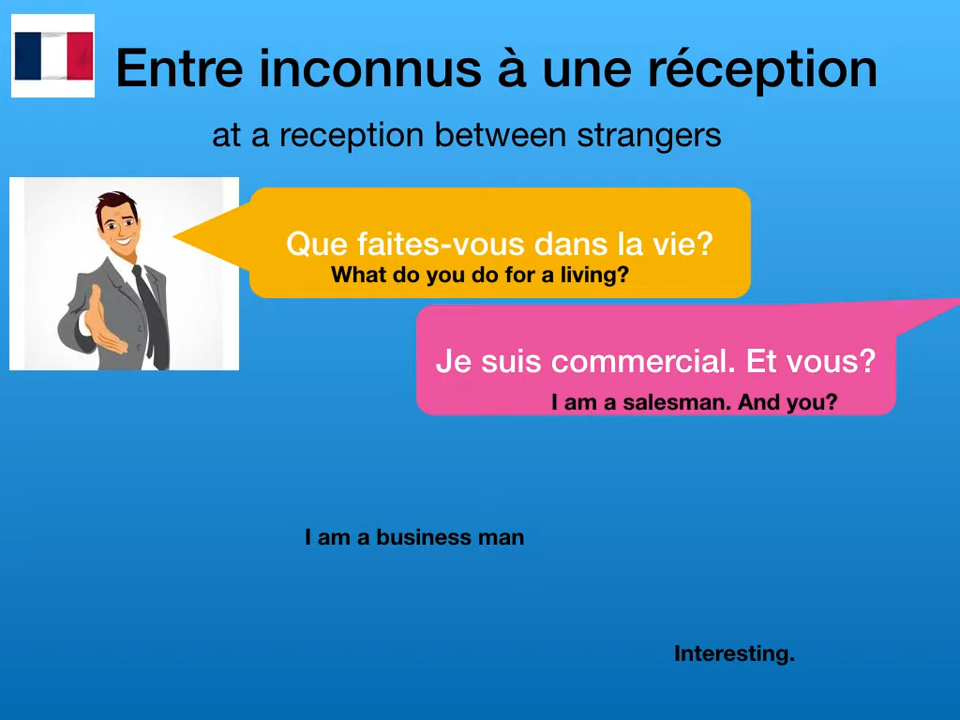 Entre inconnus à une réception
at a reception between strangers
Que faites-vous dans la vie?
What do you do for a living?
Je suis commercial. Et vous?
I am a salesman. And you?
I am a business man
Interesting.